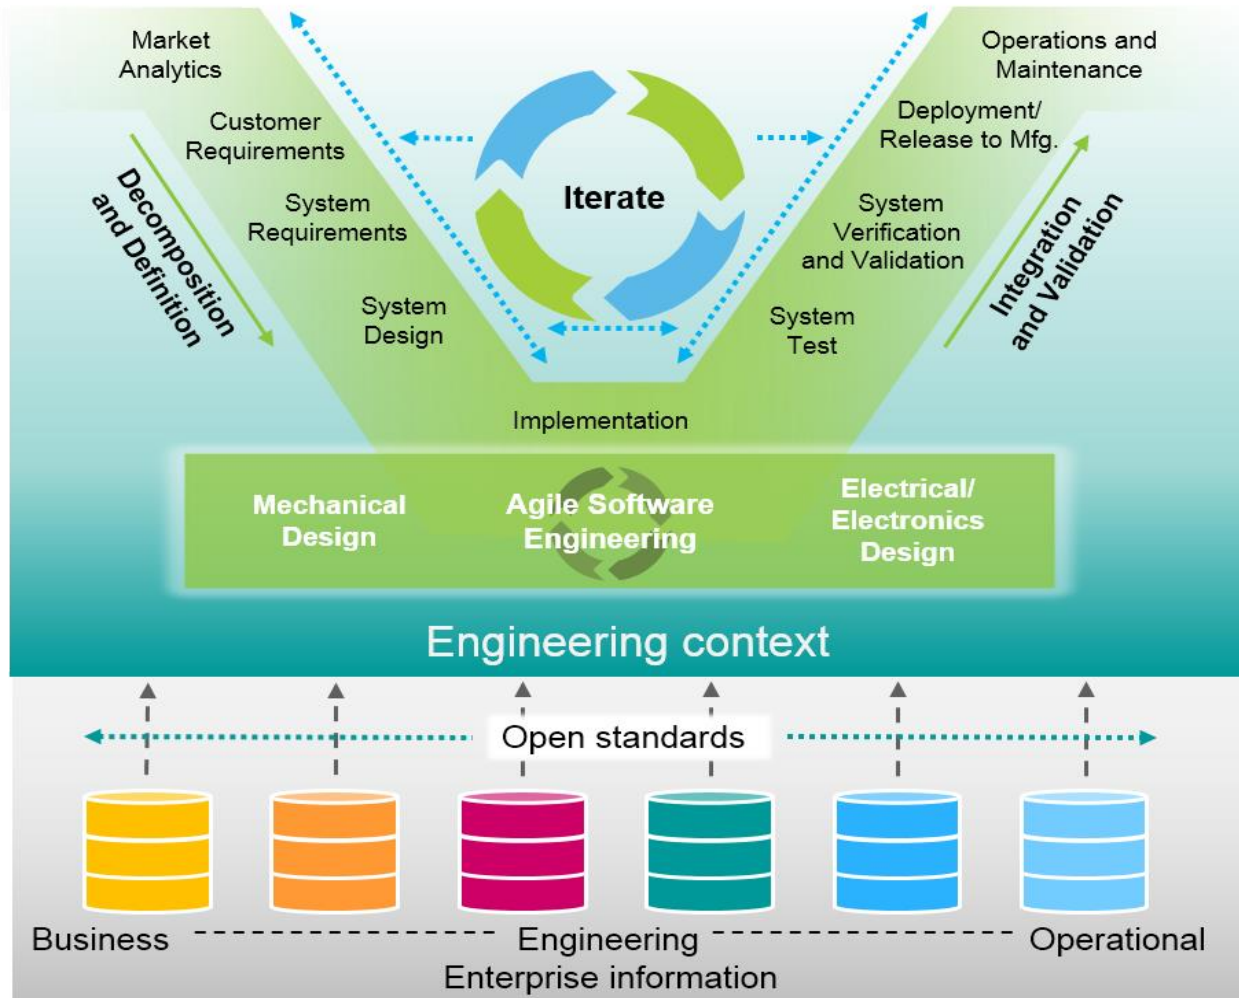 Market
Analytics
Customer
Requirements
System
Requirements
System
Design
Decomposition
and Definition
Iterate
Operations and
Maintenance
Deployment/
Release to Mfg.
System
Verification
and Validation
System
Test
Integration
and Validation
Implementation
Mechanical
Design
Agile Software
Engineering
Electrical/
Electronics
Design
Engineering context
Open standards
Business
Engineering
Operational
Enterprise information